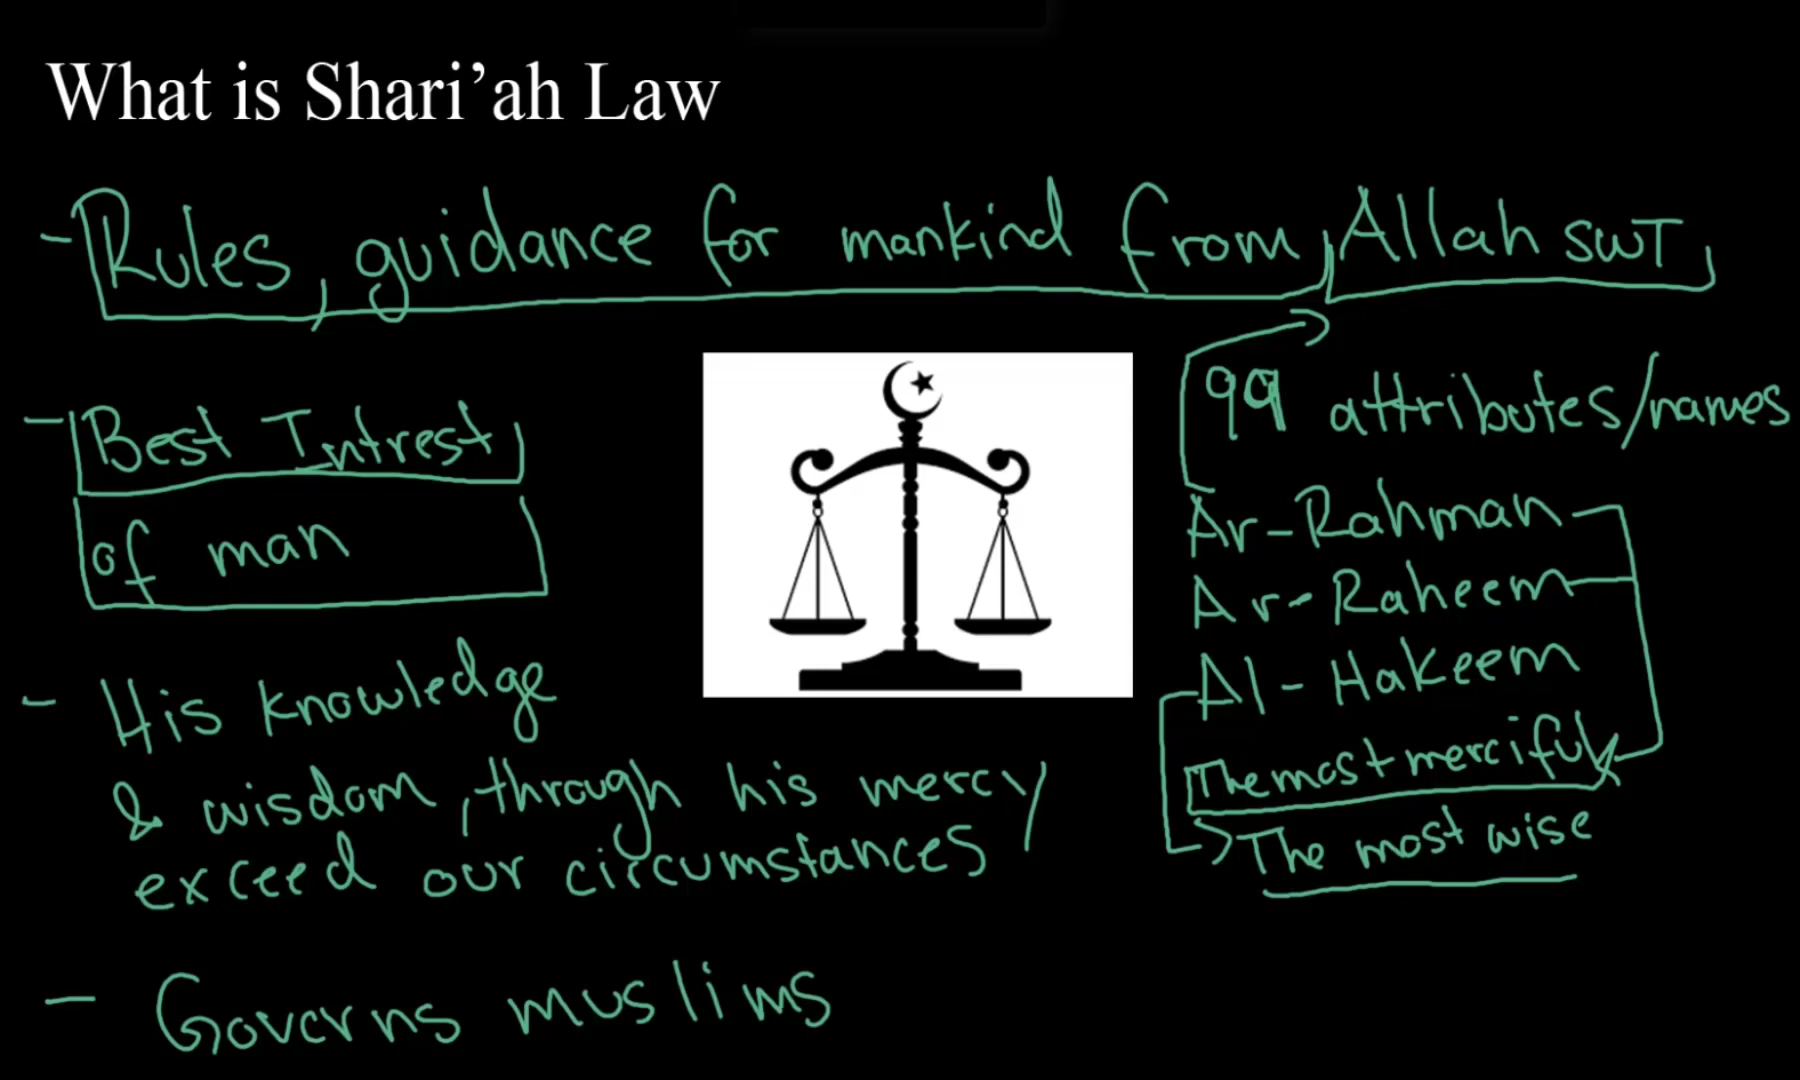 What is Shari'ah Law
- Rules, guidance for mankind from Allah SWT
- Best Intrest
of man
- His knowledge
& wisdom, through his mercy
exceed our circumstances
- Governs muslims
99 attributes/names
Ar-Rahman
Ar-Raheem
Al-Hakeem
The most merciful
The most wise